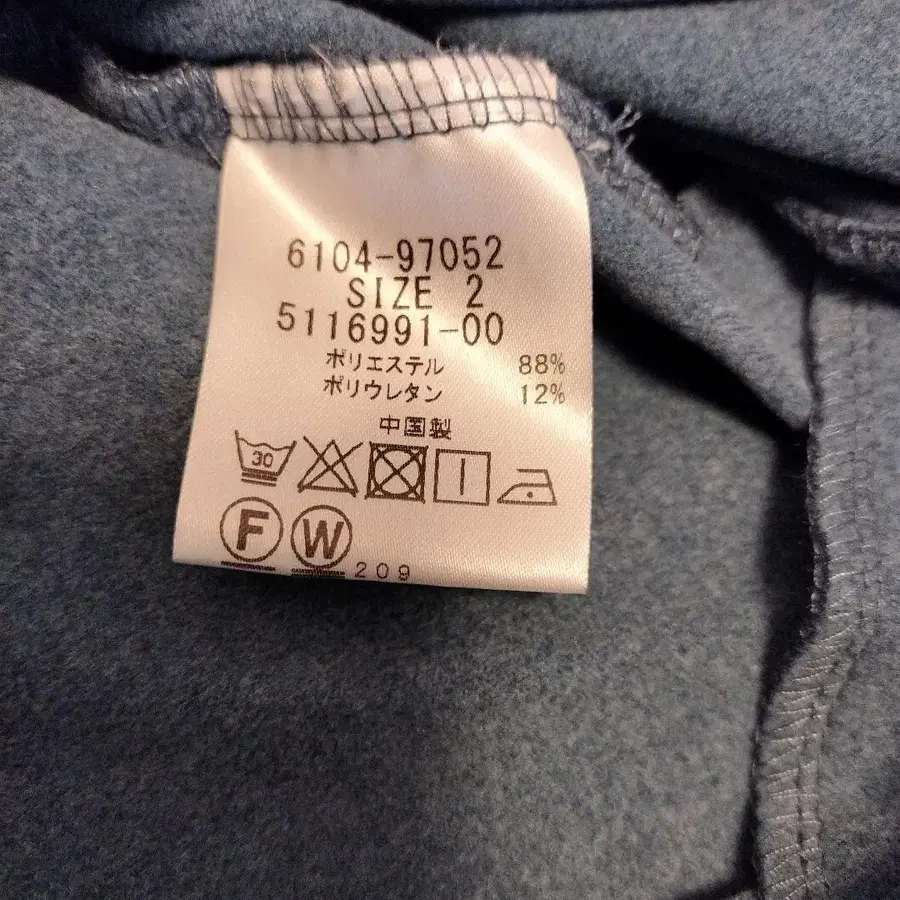 6104-97052
SIZE 2
5116991-00
ポリエステル 88%
ポリウレタン 12%
中国製
30
F W 209